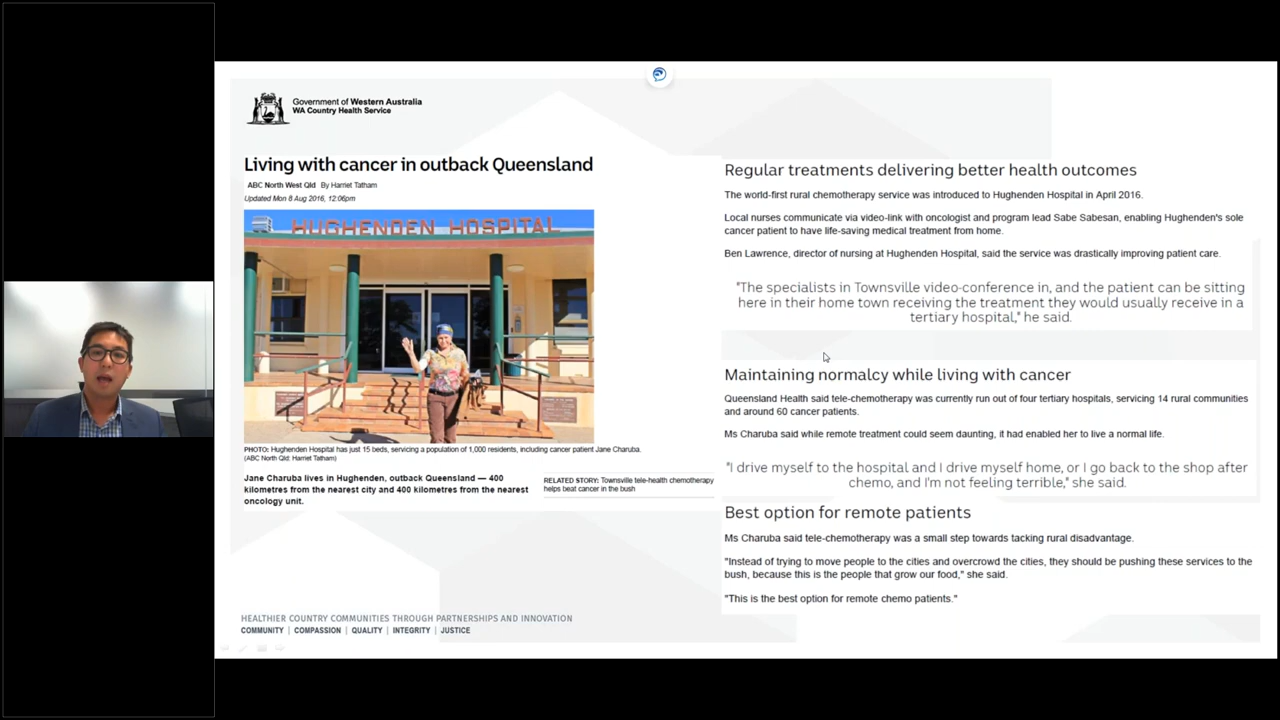 Government of Western Australia
WA Country Health Service
Living with cancer in outback Queensland
ABC North West Qld By Harriet Tatham
Updated Mon 8 Aug 2016, 12:06pm
HUGHENDEN HOSPITAL
PHOTO: Hughenden Hospital has just 15 beds, servicing a population of 1,000 residents, including cancer patient Jane Charuba.
(ABC North Qld: Harriet Tatham)
Jane Charuba lives in Hughenden, outback Queensland — 400
kilometres from the nearest city and 400 kilometres from the nearest
oncology unit.
RELATED STORY: Townsville tele-health chemotherapy
helps beat cancer in the bush
Regular treatments delivering better health outcomes
The world-first rural chemotherapy service was introduced to Hughenden Hospital in April 2016.
Local nurses communicate via video-link with oncologist and program lead Sabe Sabesan, enabling Hughenden's sole
cancer patient to have life-saving medical treatment from home.
Ben Lawrence, director of nursing at Hughenden Hospital, said the service was drastically improving patient care.
"The specialists in Townsville video-conference in, and the patient can be sitting
here in their home town receiving the treatment they would usually receive in a
tertiary hospital," he said.
Maintaining normalcy while living with cancer
Queensland Health said tele-chemotherapy was currently run out of four tertiary hospitals, servicing 14 rural communities
and around 60 cancer patients.
Ms Charuba said while remote treatment could seem daunting, it had enabled her to live a normal life.
"I drive myself to the hospital and I drive myself home, or I go back to the shop after
chemo, and I'm not feeling terrible," she said.
Best option for remote patients
Ms Charuba said tele-chemotherapy was a small step towards tacking rural disadvantage.
"Instead of trying to move people to the cities and overcrowd the cities, they should be pushing these services to the
bush, because this is the people that grow our food," she said.
"This is the best option for remote chemo patients."
HEALTHIER COUNTRY COMMUNITIES THROUGH PARTNERSHIPS AND INNOVATION
COMMUNITY | COMPASSION | QUALITY | INTEGRITY | JUSTICE